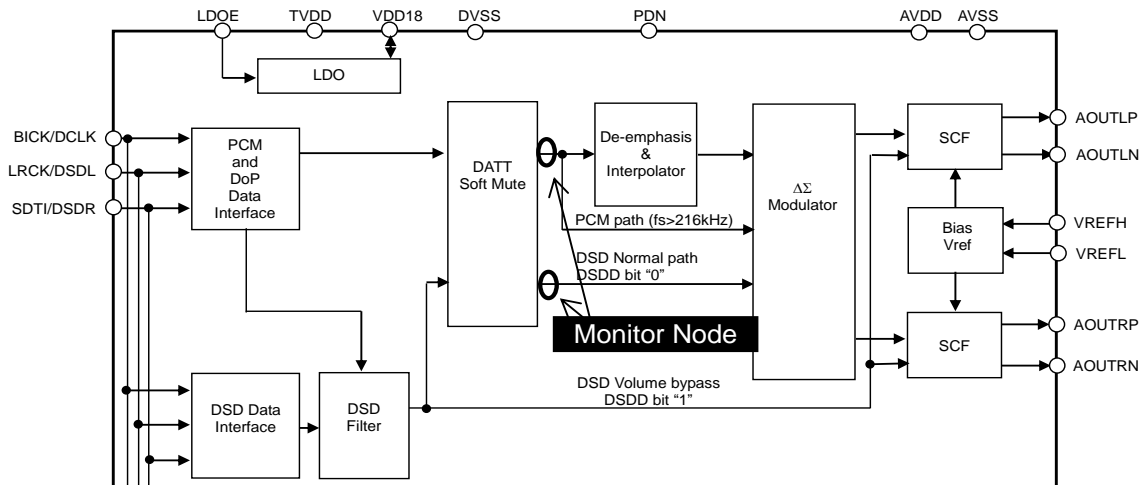 LDOE
TVDD
VDD18
DVSS
PDN
AVDD
AVSS
LDO
BICK/DCLK
LRCK/DSDL
SDTI/DSDR
PCM
and
DoP
Data
Interface
DATT
Soft Mute
De-emphasis
&
Interpolator
ΔΣ
Modulator
SCF
AOUTLP
AOUTLN
PCM path (fs>216kHz)
Bias
Vref
VREFH
VREFL
DSD Normal path
DSDD bit “0”
Monitor Node
SCF
AOUTRP
AOUTRN
DSD Data
Interface
DSD
Filter
DSD Volume bypass
DSDD bit “1”